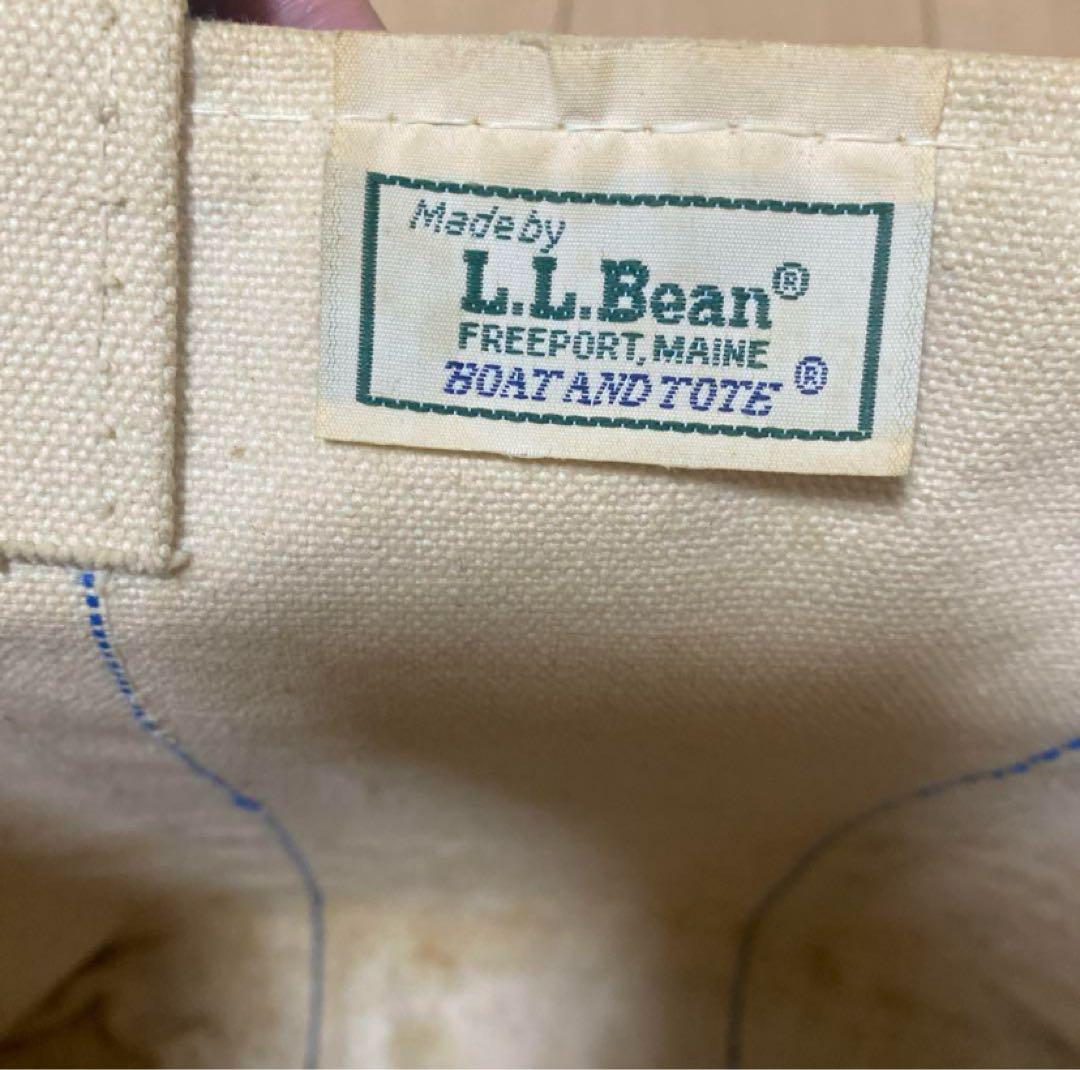 Made by
L.L.Bean®
FREEPORT, MAINE
BOAT AND TOTE ®